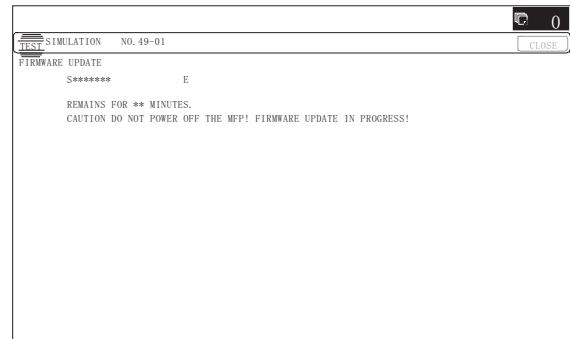 0
TEST SIMULATION NO. 49-01
CLOSE
FIRMWARE UPDATE
S******* E
REMAINS FOR ** MINUTES.
CAUTION DO NOT POWER OFF THE MFP! FIRMWARE UPDATE IN PROGRESS!